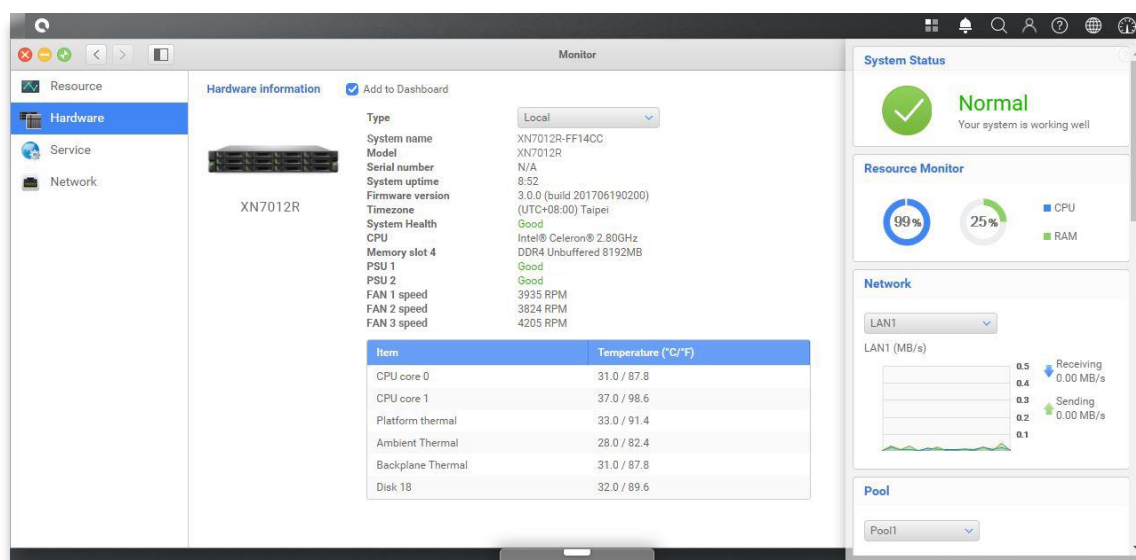 Monitor
Resource
Hardware
Service
Network
Hardware information
Add to Dashboard
XN7012R
Type Local
System name XN7012R-FF14CC
Model XN7012R
Serial number N/A
System uptime 8:52
Firmware version 3.0.0 (build 201706190200)
Timezone (UTC+08:00) Taipei
System Health Good
CPU Intel® Celeron® 2.80GHz
Memory slot 4 DDR4 Unbuffered 8192MB
PSU 1 Good
PSU 2 Good
FAN 1 speed 3935 RPM
FAN 2 speed 3824 RPM
FAN 3 speed 4205 RPM
Item Temperature (°C/°F)
CPU core 0 31.0 / 87.8
CPU core 1 37.0 / 98.6
Platform thermal 33.0 / 91.4
Ambient Thermal 28.0 / 82.4
Backplane Thermal 31.0 / 87.8
Disk 18 32.0 / 89.6
System Status
Normal
Your system is working well
Resource Monitor
99%
25%
CPU
RAM
Network
LAN1
LAN1 (MB/s)
0.5
0.4
0.3
0.2
0.1
Receiving
0.00 MB/s
Sending
0.00 MB/s
Pool
Pool1